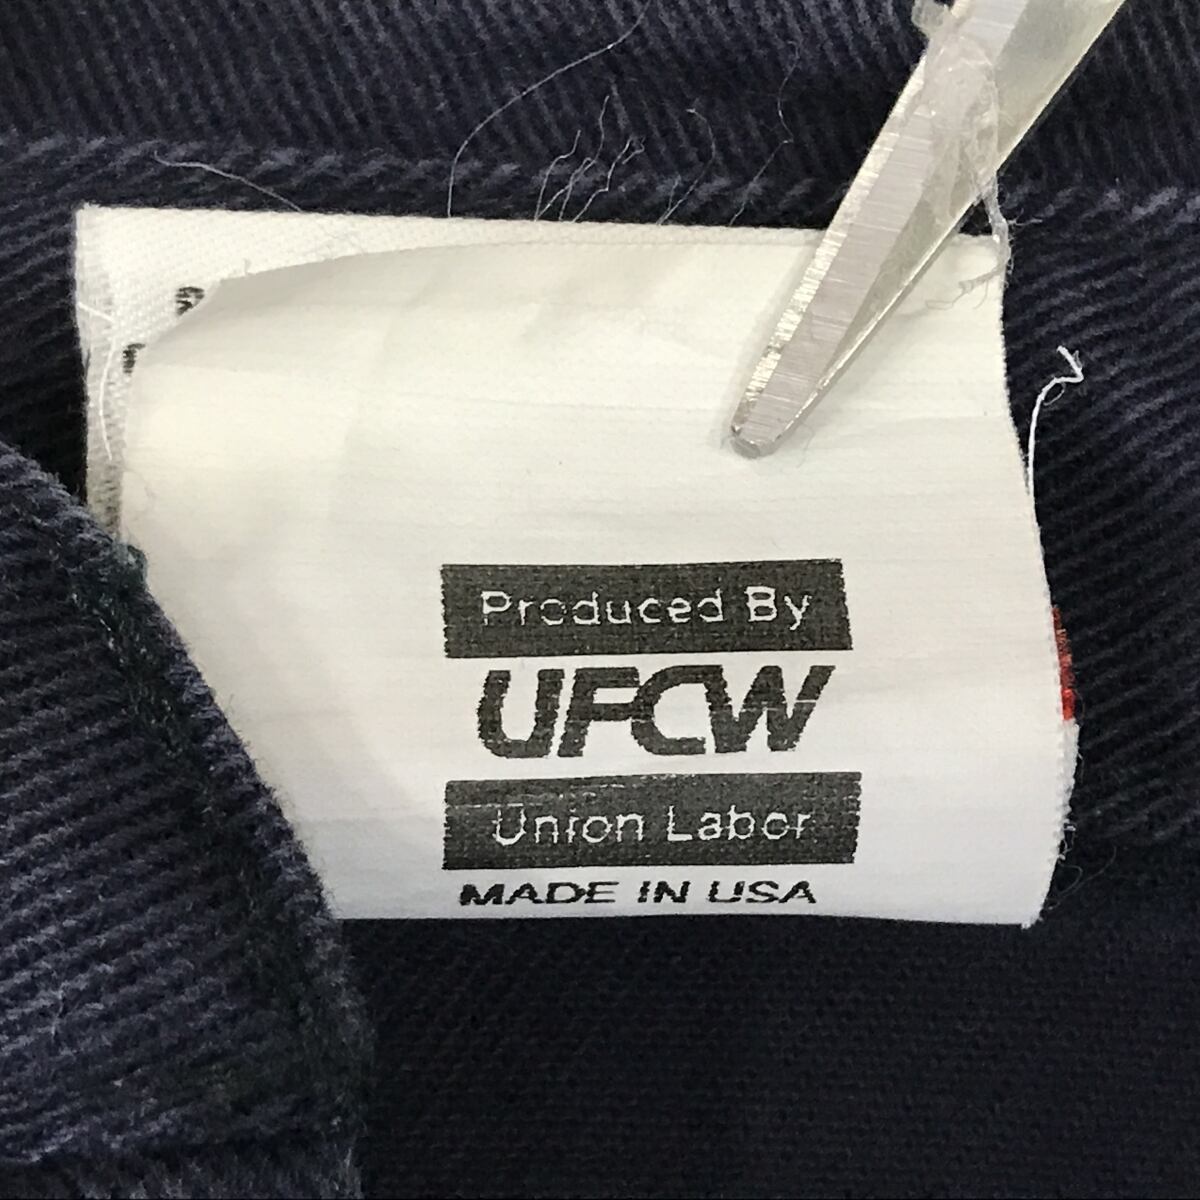 Produced By
UFCW
Union Labor
MADE IN USA